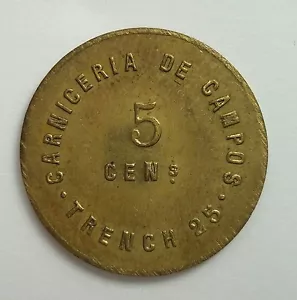 CARNICERIA DE CAMPOS
5
CENS
· TRENCH 25 ·